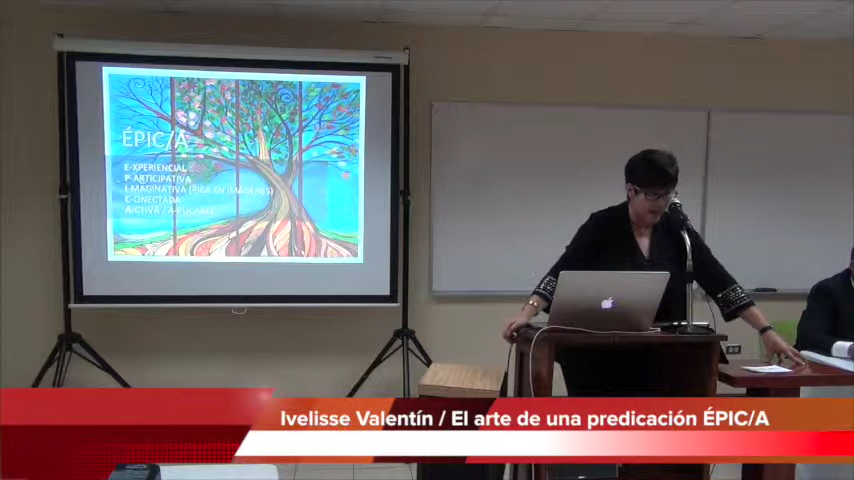 ÉPIC/A
E-XPERIENCIAL
P-ARTICIPATIVA
I-MAGINATIVA (RICA EN IMÁGENES)
C-ONECTADA
Ivelisse Valentín / El arte de una predicación ÉPIC/A